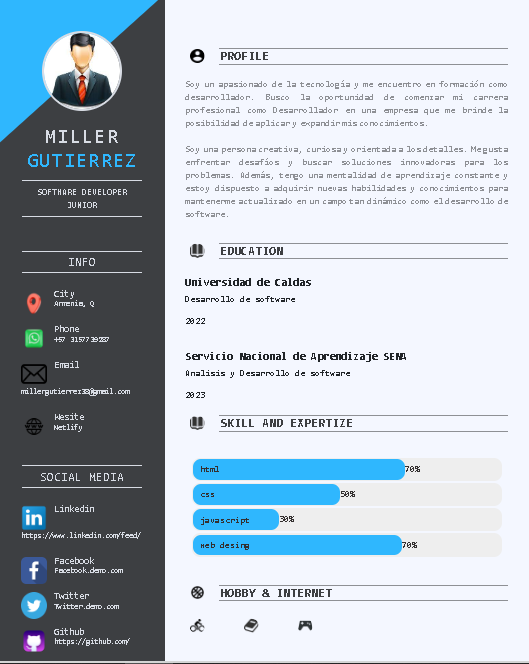 MILLER
GUTIERREZ
SOFTWARE DEVELOPER
JUNIOR
INFO
City
Armenia, Q
Phone
+57 3157739287
Email
millergutierrez38@gmail.com
Wesite
Netlify
SOCIAL MEDIA
Linkedin
https://www.linkedin.com/feed/
Facebook
Facebook.demo.com
Twitter
Twitter.demo.com
Github
https://github.com/
PROFILE
Soy un apasionado de la tecnología y me encuentro en formación como
desarrollador. Busco la oportunidad de comenzar mi carrera
profesional como Desarrollador en una empresa que me brinde la
posibilidad de aplicar y expandir mis conocimientos.
Soy una persona creativa, curiosa y orientada a los detalles. Me gusta
enfrentar desafíos y buscar soluciones innovadoras para los
problemas. Además, tengo una mentalidad de aprendizaje constante y
estoy dispuesto a adquirir nuevas habilidades y conocimientos para
mantenerme actualizado en un campo tan dinámico como el desarrollo de
software.
EDUCATION
Universidad de Caldas
Desarrollo de software
2022
Servicio Nacional de Aprendizaje SENA
Analisis y Desarrollo de software
2023
SKILL AND EXPERTIZE
html 70%
css 50%
javascript 30%
web desing 70%
HOBBY & INTERNET